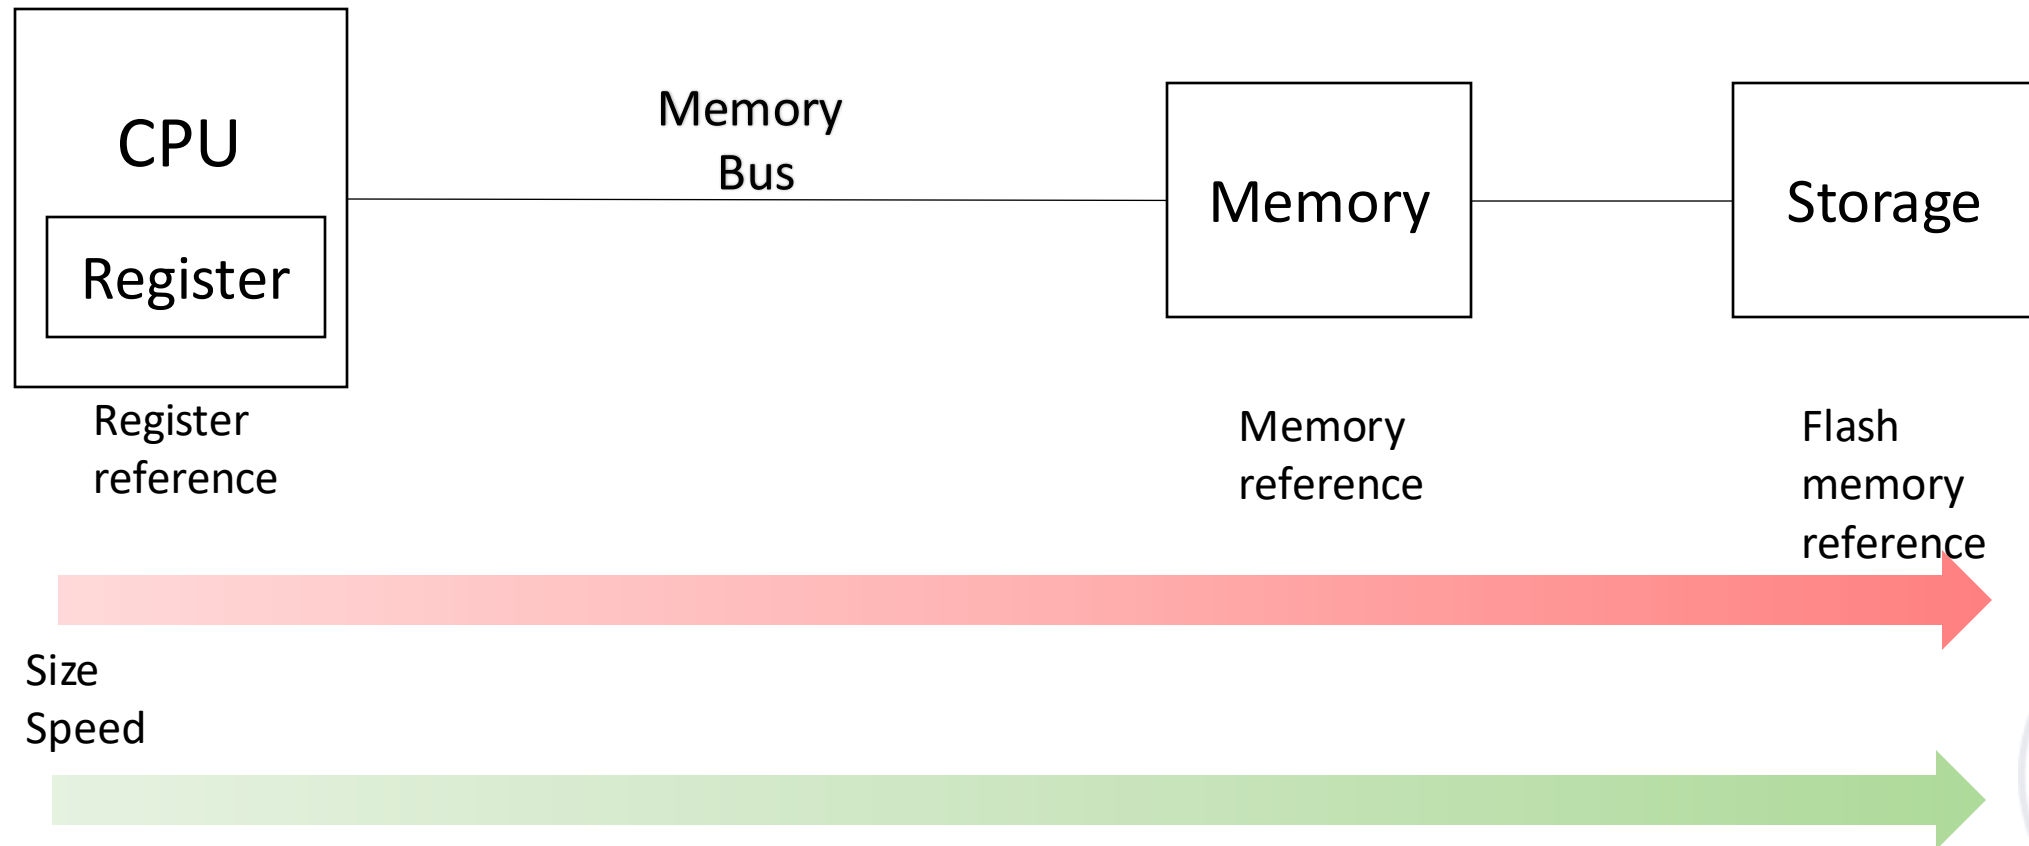 CPU
Register
Memory
Bus
Memory
Storage
Register
reference
Memory
reference
Flash
memory
reference
Size
Speed